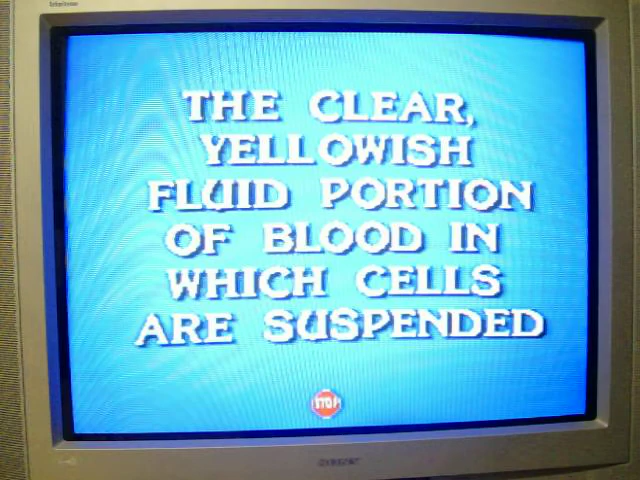 THE CLEAR,
YELLOWISH
FLUID PORTION
OF BLOOD IN
WHICH CELLS
ARE SUSPENDED
STOP